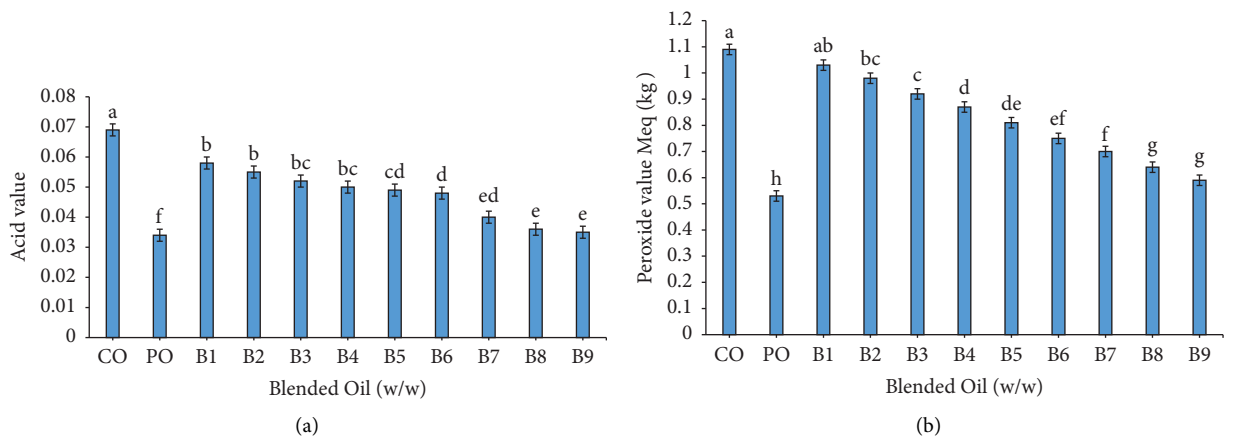 0.08
0.07
0.06
0.05
0.04
0.03
0.02
0.01
0
Acid value
a
f
b
b
bc
bc
cd
d
ed
e
e
CO PO B1 B2 B3 B4 B5 B6 B7 B8 B9
Blended Oil (w/w)
(a)
1.2
1.1
1
0.9
0.8
0.7
0.6
0.5
0.4
0.3
0.2
0.1
0
Peroxide value Meq (kg )
a
h
ab
bc
c
d
de
ef
f
g
g
CO PO B1 B2 B3 B4 B5 B6 B7 B8 B9
Blended Oil (w/w)
(b)